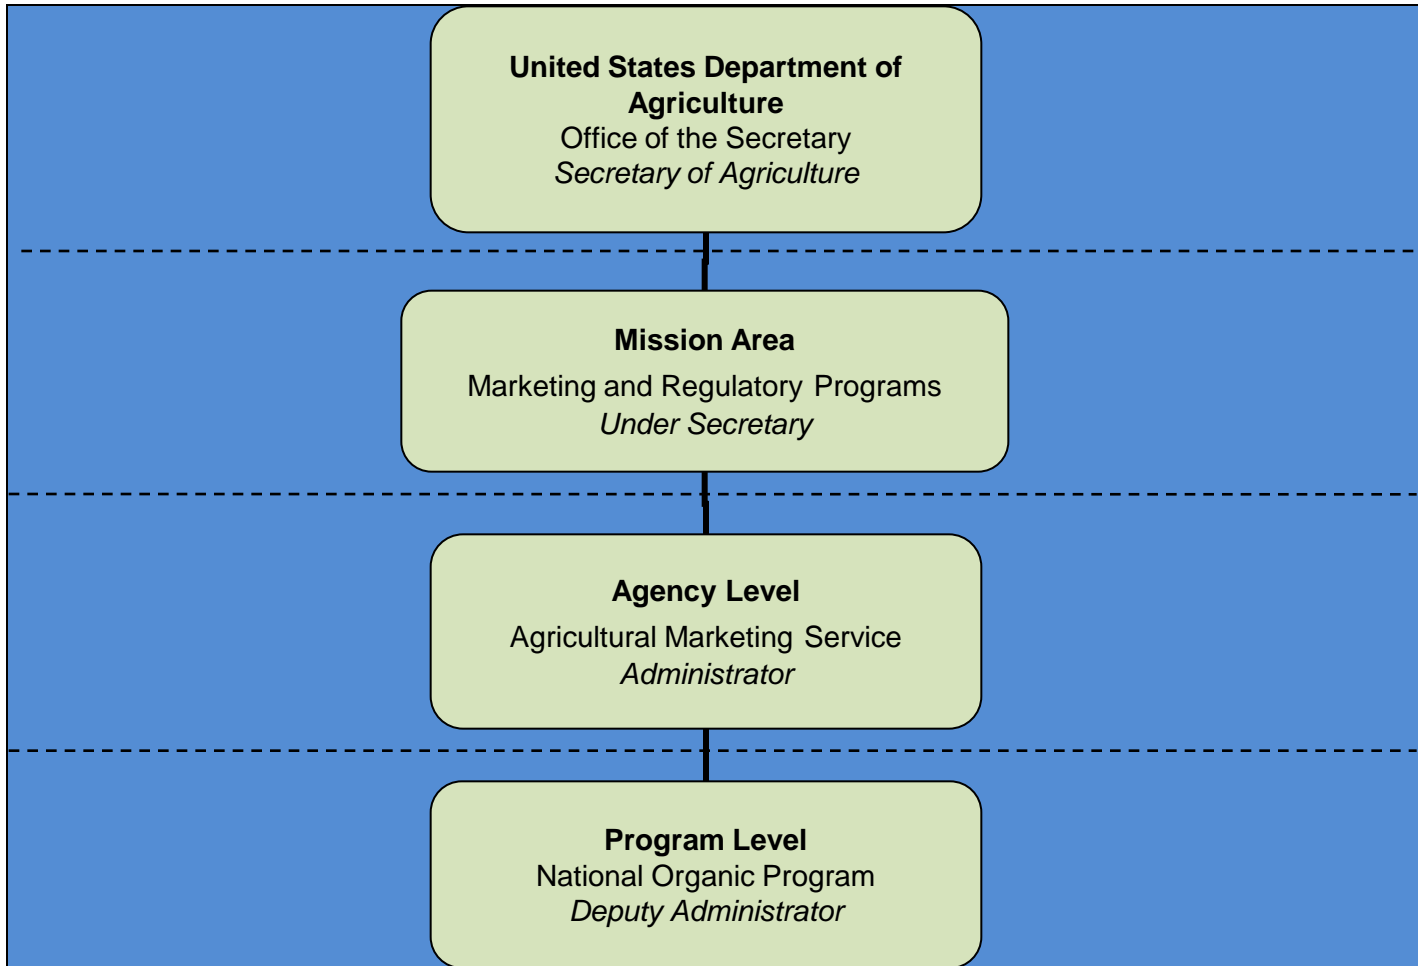 United States Department of
Agriculture
Office of the Secretary
Secretary of Agriculture
Mission Area
Marketing and Regulatory Programs
Under Secretary
Agency Level
Agricultural Marketing Service
Administrator
Program Level
National Organic Program
Deputy Administrator